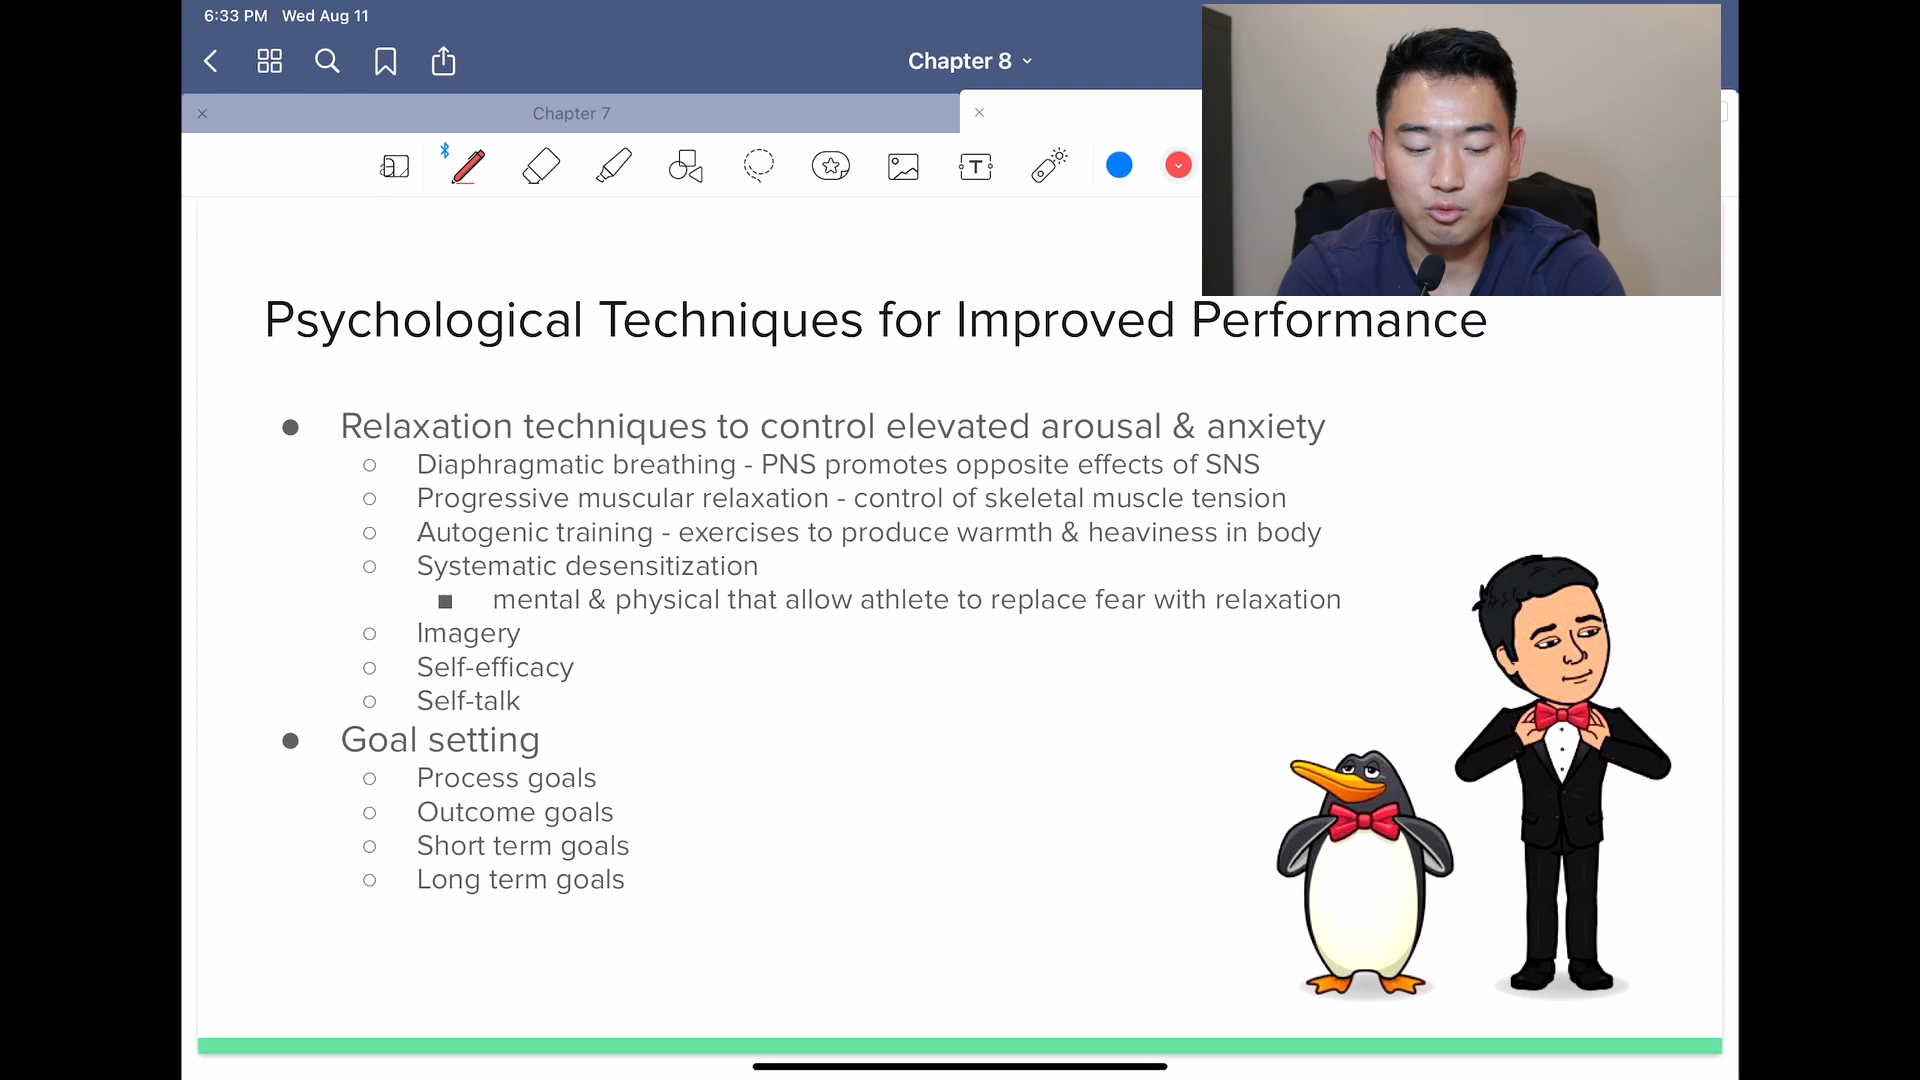 6:33 PM Wed Aug 11
Chapter 8
Chapter 7
T
Psychological Techniques for Improved Performance
Relaxation techniques to control elevated arousal & anxiety
Diaphragmatic breathing - PNS promotes opposite effects of SNS
Progressive muscular relaxation - control of skeletal muscle tension
Autogenic training - exercises to produce warmth & heaviness in body
Systematic desensitization
mental & physical that allow athlete to replace fear with relaxation
Imagery
Self-efficacy
Self-talk
Goal setting
Process goals
Outcome goals
Short term goals
Long term goals